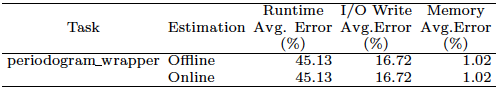 Runtime I/O Write Memory
Task Estimation Avg. Error Avg.Error Avg.Error
(%) (%) (%)
periodogram_wrapper Offline 45.13 16.72 1.02
Online 45.13 16.72 1.02